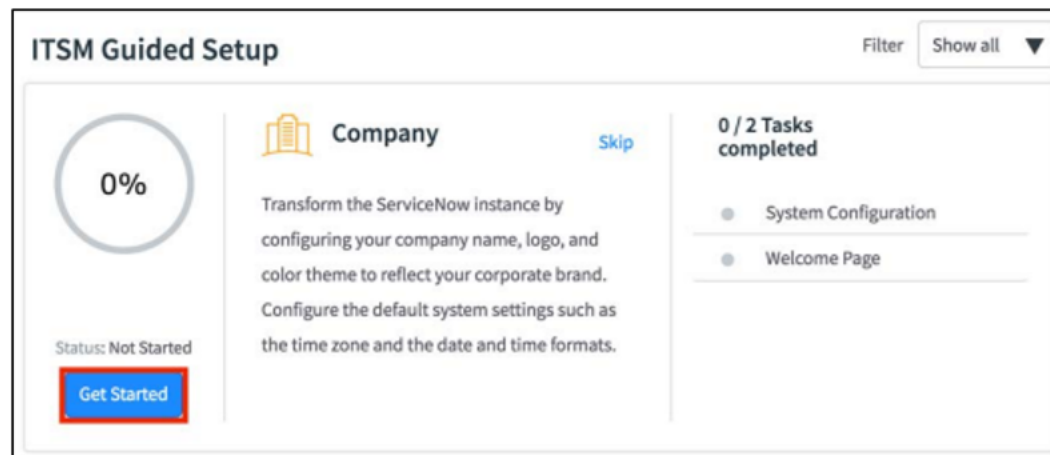 ITSM Guided Setup
Filter Show all
0%
Status: Not Started
Get Started
Company
Skip
Transform the ServiceNow instance by
configuring your company name, logo, and
color theme to reflect your corporate brand.
Configure the default system settings such as
the time zone and the date and time formats.
0 / 2 Tasks
completed
System Configuration
Welcome Page